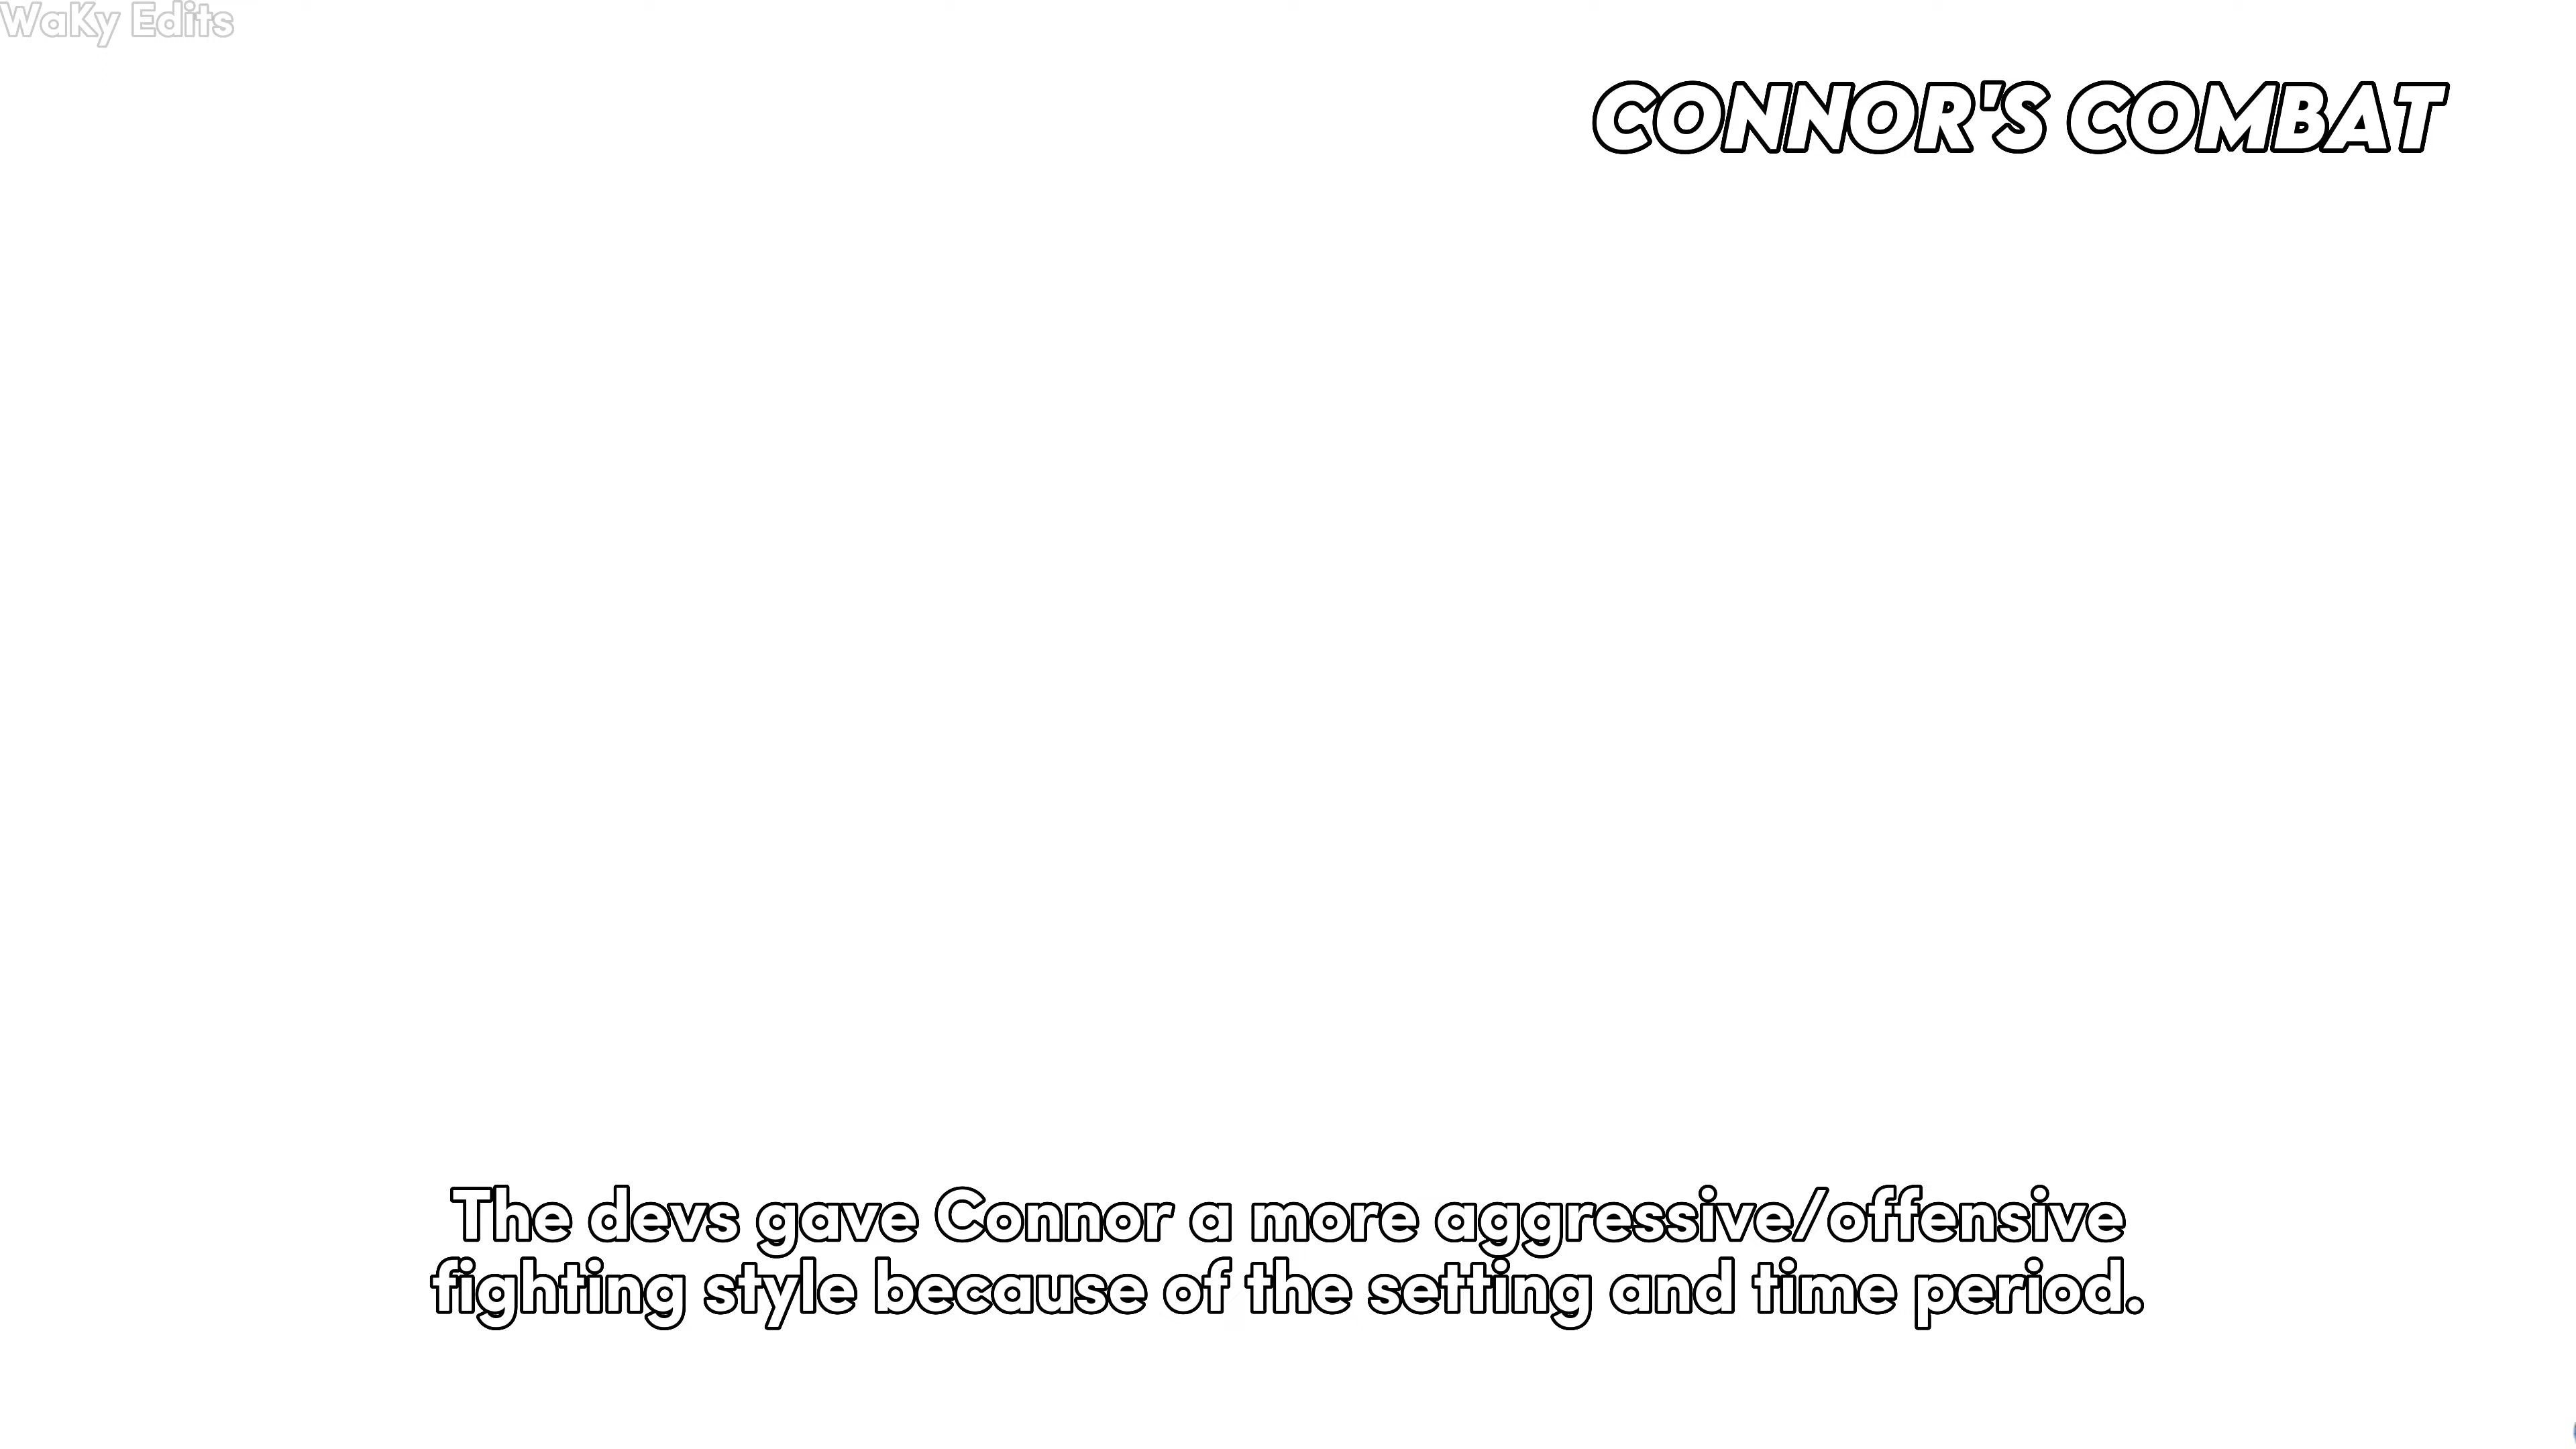 WaKy Edits
CONNOR'S COMBAT
The devs gave Connor a more aggressive/offensive
fighting style because of the setting and time period.